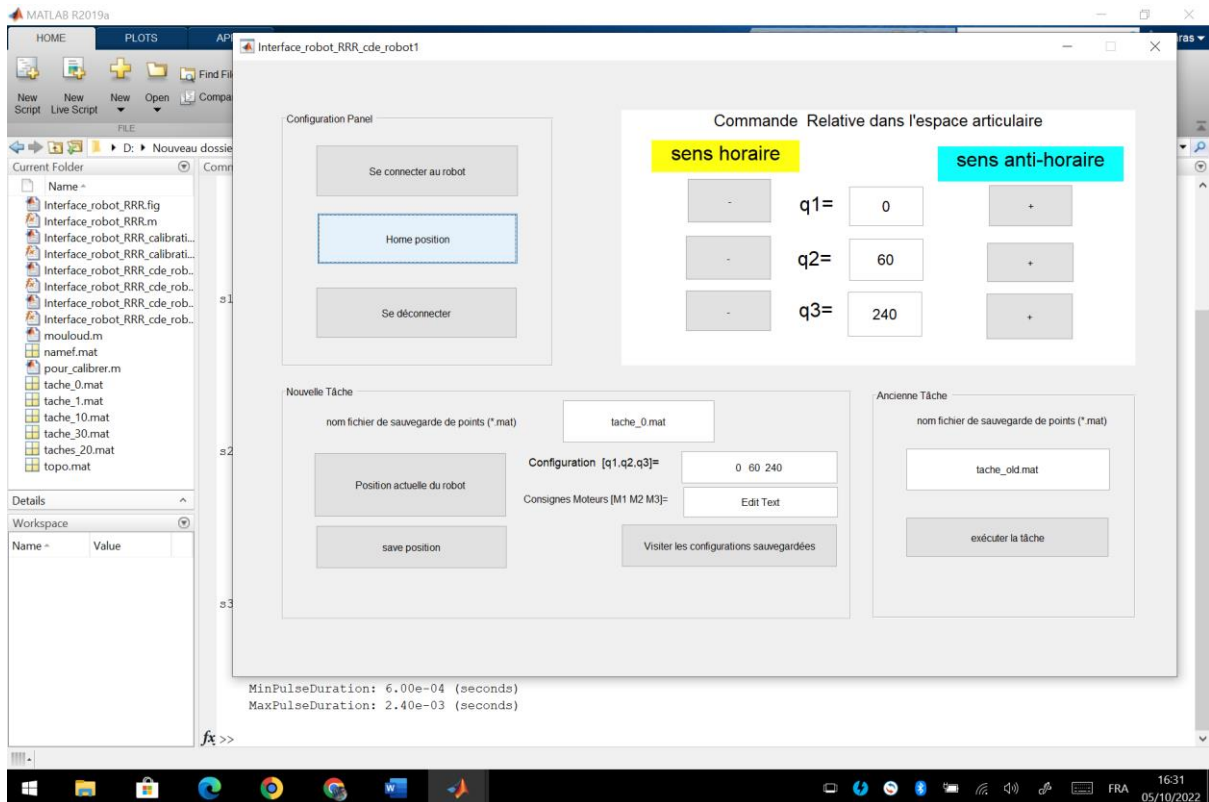 MATLAB R2019a
HOME PLOTS AP
Interface_robot_RRR_cde_robot1
ras
New Script
New Live Script
New
Open
Find Fil
Compa
FILE
D: Nouveau dossie
Current Folder
Comm
Name
Interface_robot_RRR.fig
Interface_robot_RRR.m
Interface_robot_RRR_calibrati...
Interface_robot_RRR_calibrati...
Interface_robot_RRR_cde_rob...
Interface_robot_RRR_cde_rob...
Interface_robot_RRR_cde_rob...
Interface_robot_RRR_cde_rob...
mouloud.m
namef.mat
pour_calibrer.m
tache_0.mat
tache_1.mat
tache_10.mat
tache_30.mat
taches_20.mat
topo.mat
Details
Workspace
Name Value
s1
s2
s3
Configuration Panel
Se connecter au robot
Home position
Se déconnecter
Commande Relative dans l'espace articulaire
sens horaire
sens anti-horaire
- q1= 0 +
- q2= 60 +
- q3= 240 +
Nouvelle Tâche
nom fichier de sauvegarde de points (*.mat) tache_0.mat
Position actuelle du robot
Configuration [q1,q2,q3]= 0 60 240
Consignes Moteurs [M1 M2 M3]= Edit Text
save position
Visiter les configurations sauvegardées
Ancienne Tâche
nom fichier de sauvegarde de points (*.mat)
tache_old.mat
exécuter la tâche
MinPulseDuration: 6.00e-04 (seconds)
MaxPulseDuration: 2.40e-03 (seconds)
fx >>
FRA
16:31
05/10/2022